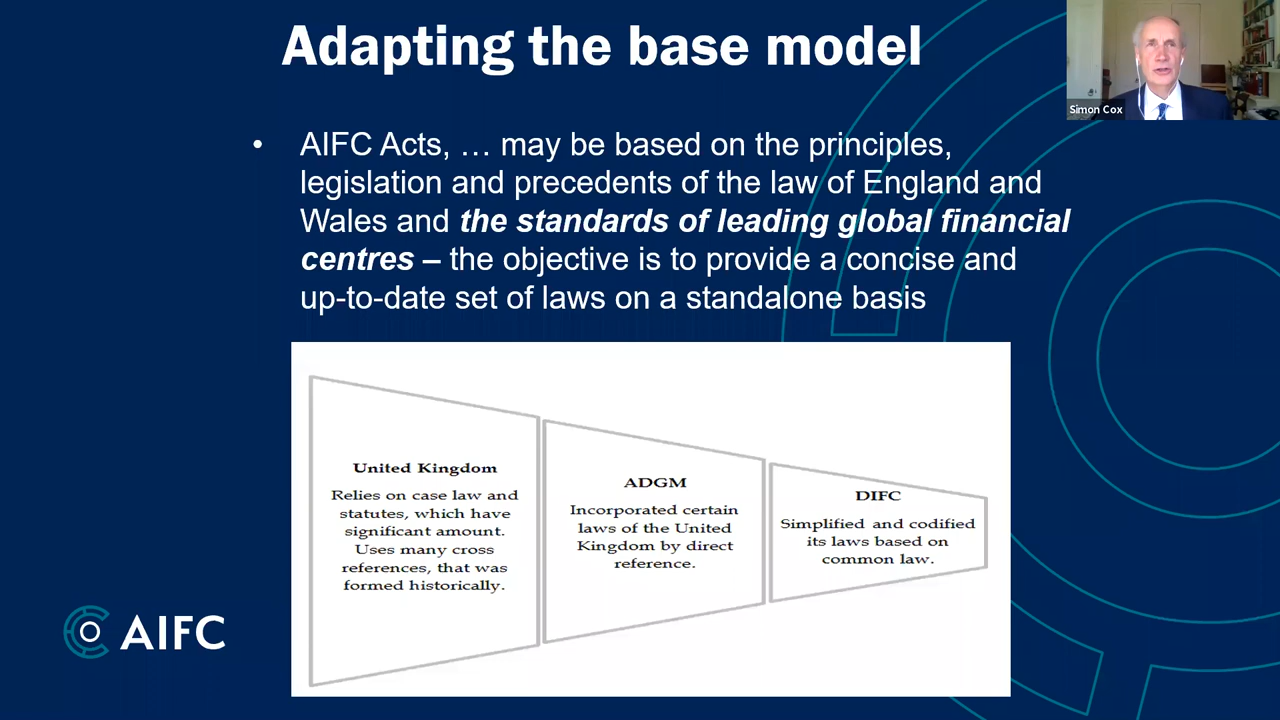 Adapting the base model
Simon Cox
• AIFC Acts, … may be based on the principles,
legislation and precedents of the law of England and
Wales and the standards of leading global financial
centres – the objective is to provide a concise and
up-to-date set of laws on a standalone basis
United Kingdom
Relies on case law and
statutes, which have
significant amount.
Uses many cross
references, that was
formed historically.
ADGM
Incorporated certain
laws of the United
Kingdom by direct
reference.
DIFC
Simplified and codified
its laws based on
common law.
AIFC